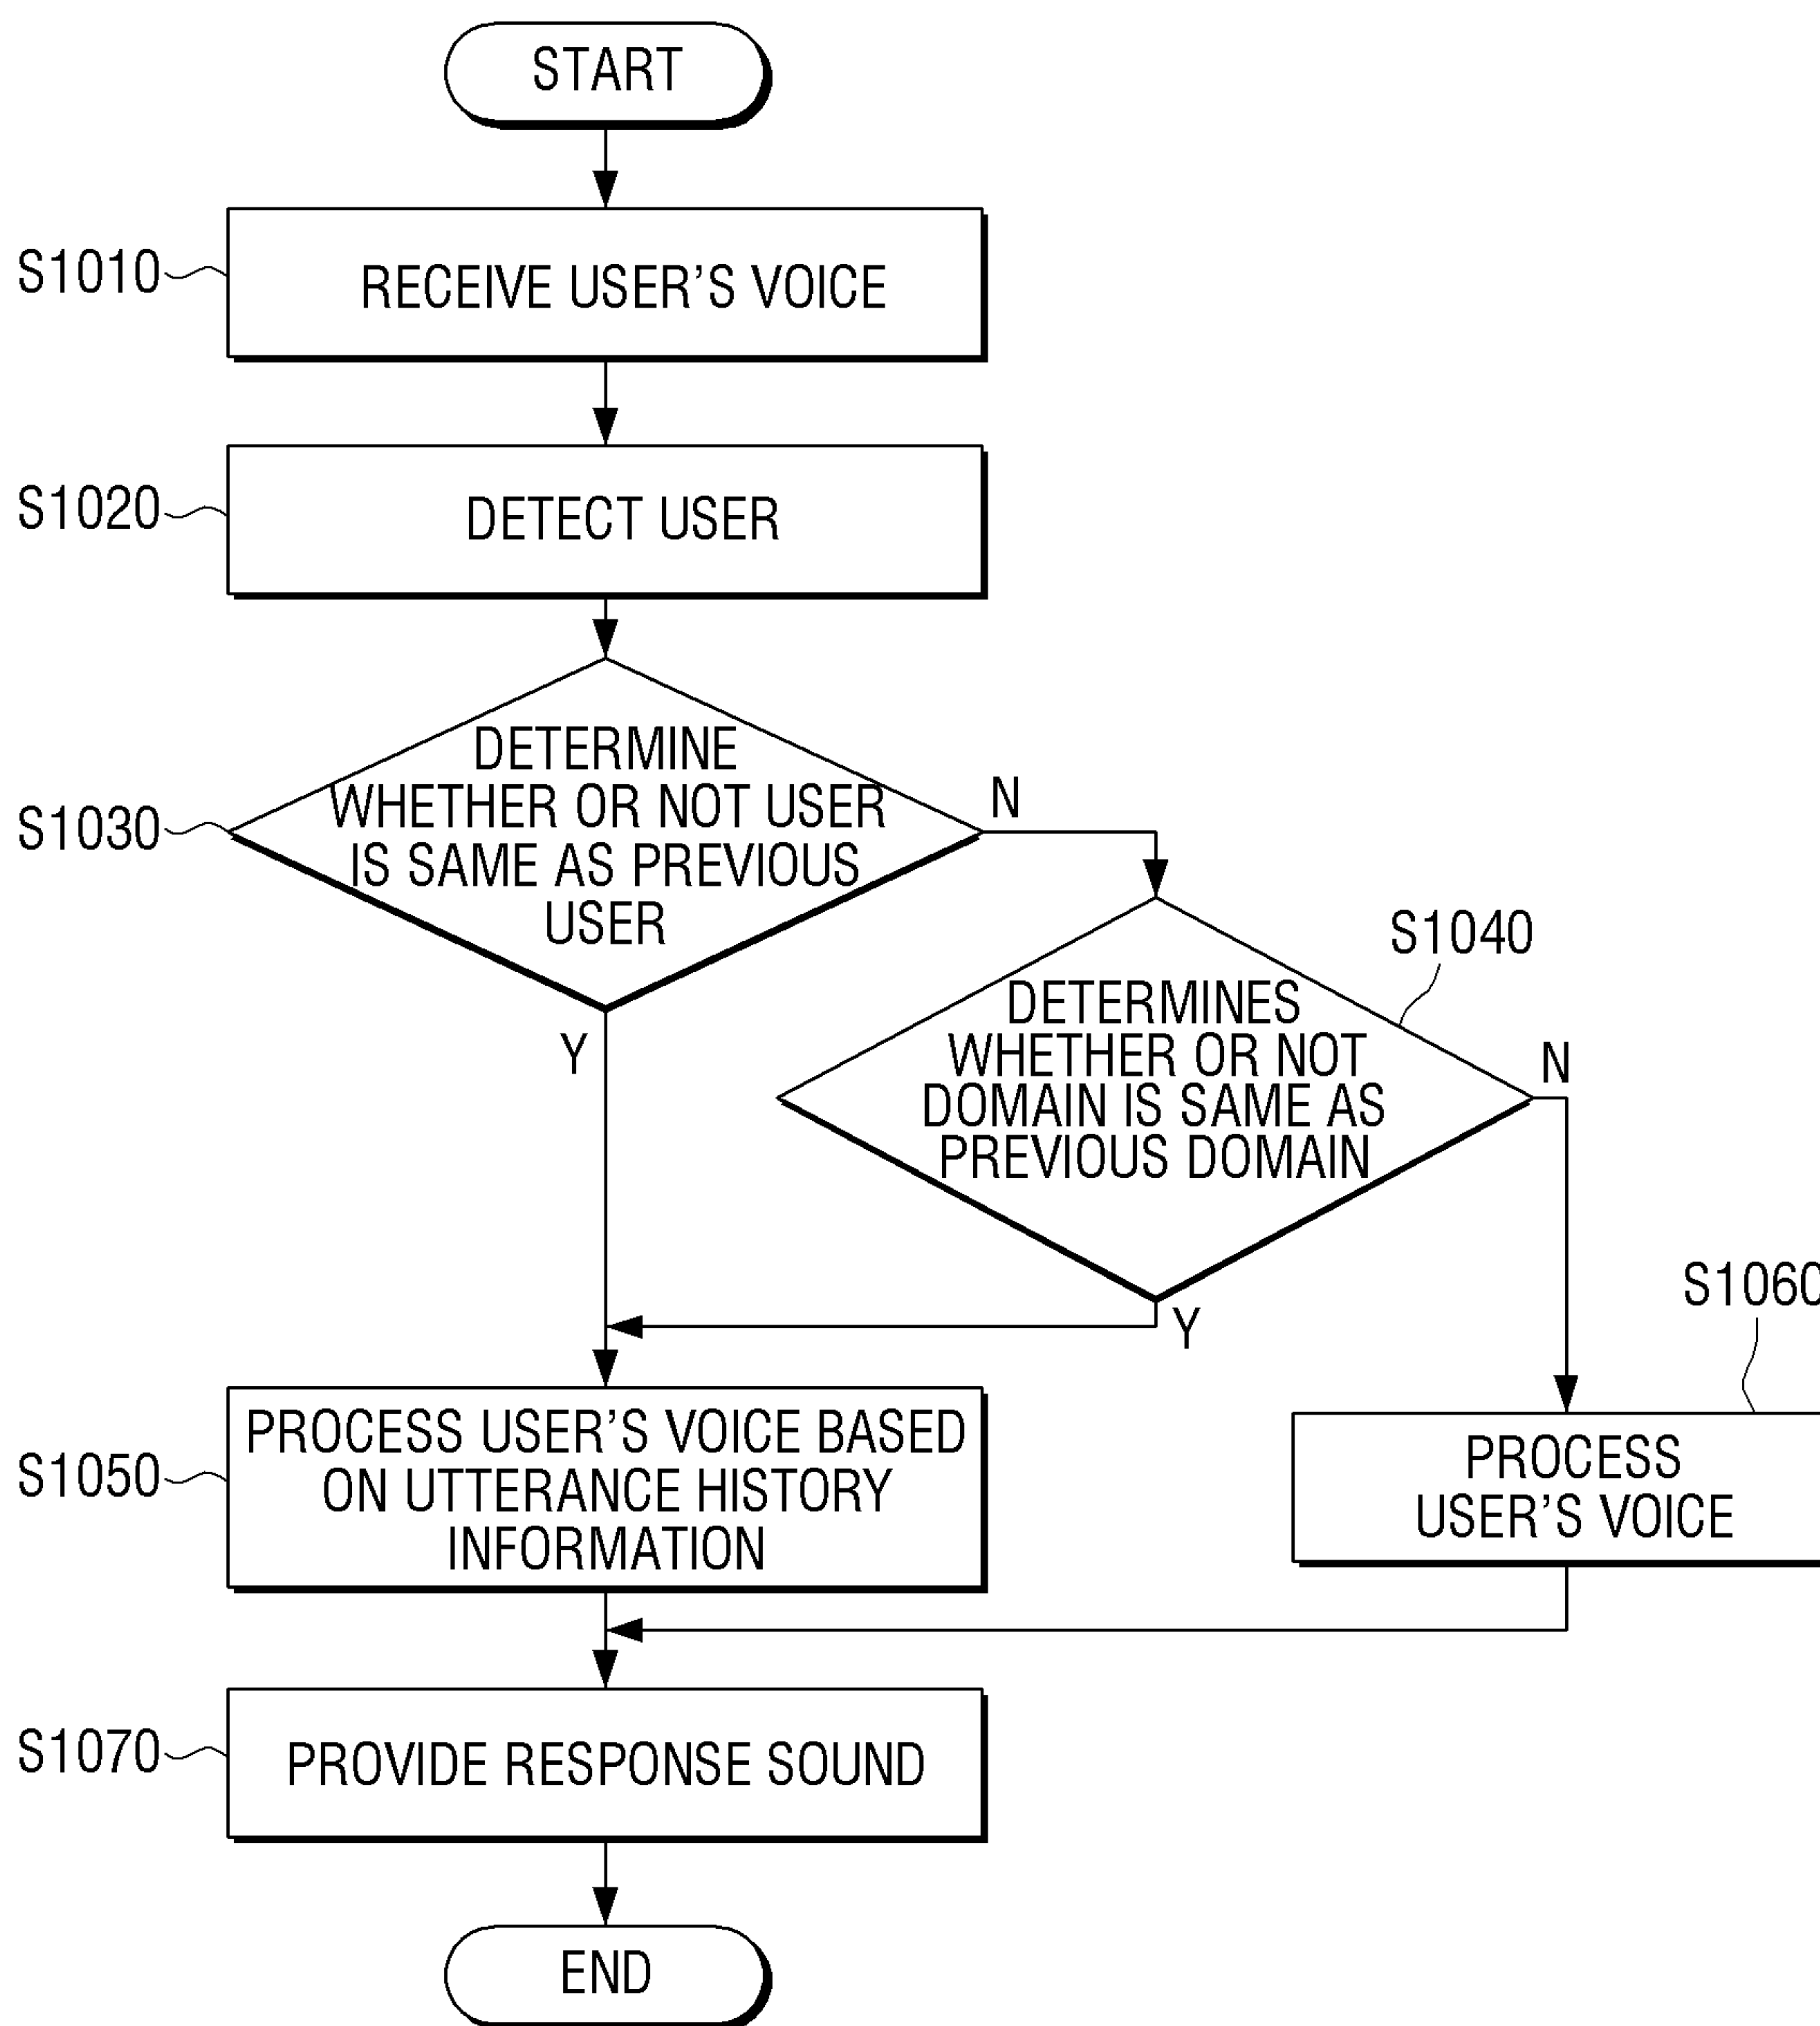 START
S1010
RECEIVE USER'S VOICE
S1020
DETECT USER
S1030
DETERMINE
WHETHER OR NOT USER
IS SAME AS PREVIOUS
USER
N
Y
S1040
DETERMINES
WHETHER OR NOT
DOMAIN IS SAME AS
PREVIOUS DOMAIN
N
Y
S1050
PROCESS USER'S VOICE BASED
ON UTTERANCE HISTORY
INFORMATION
S1060
PROCESS
USER'S VOICE
S1070
PROVIDE RESPONSE SOUND
END